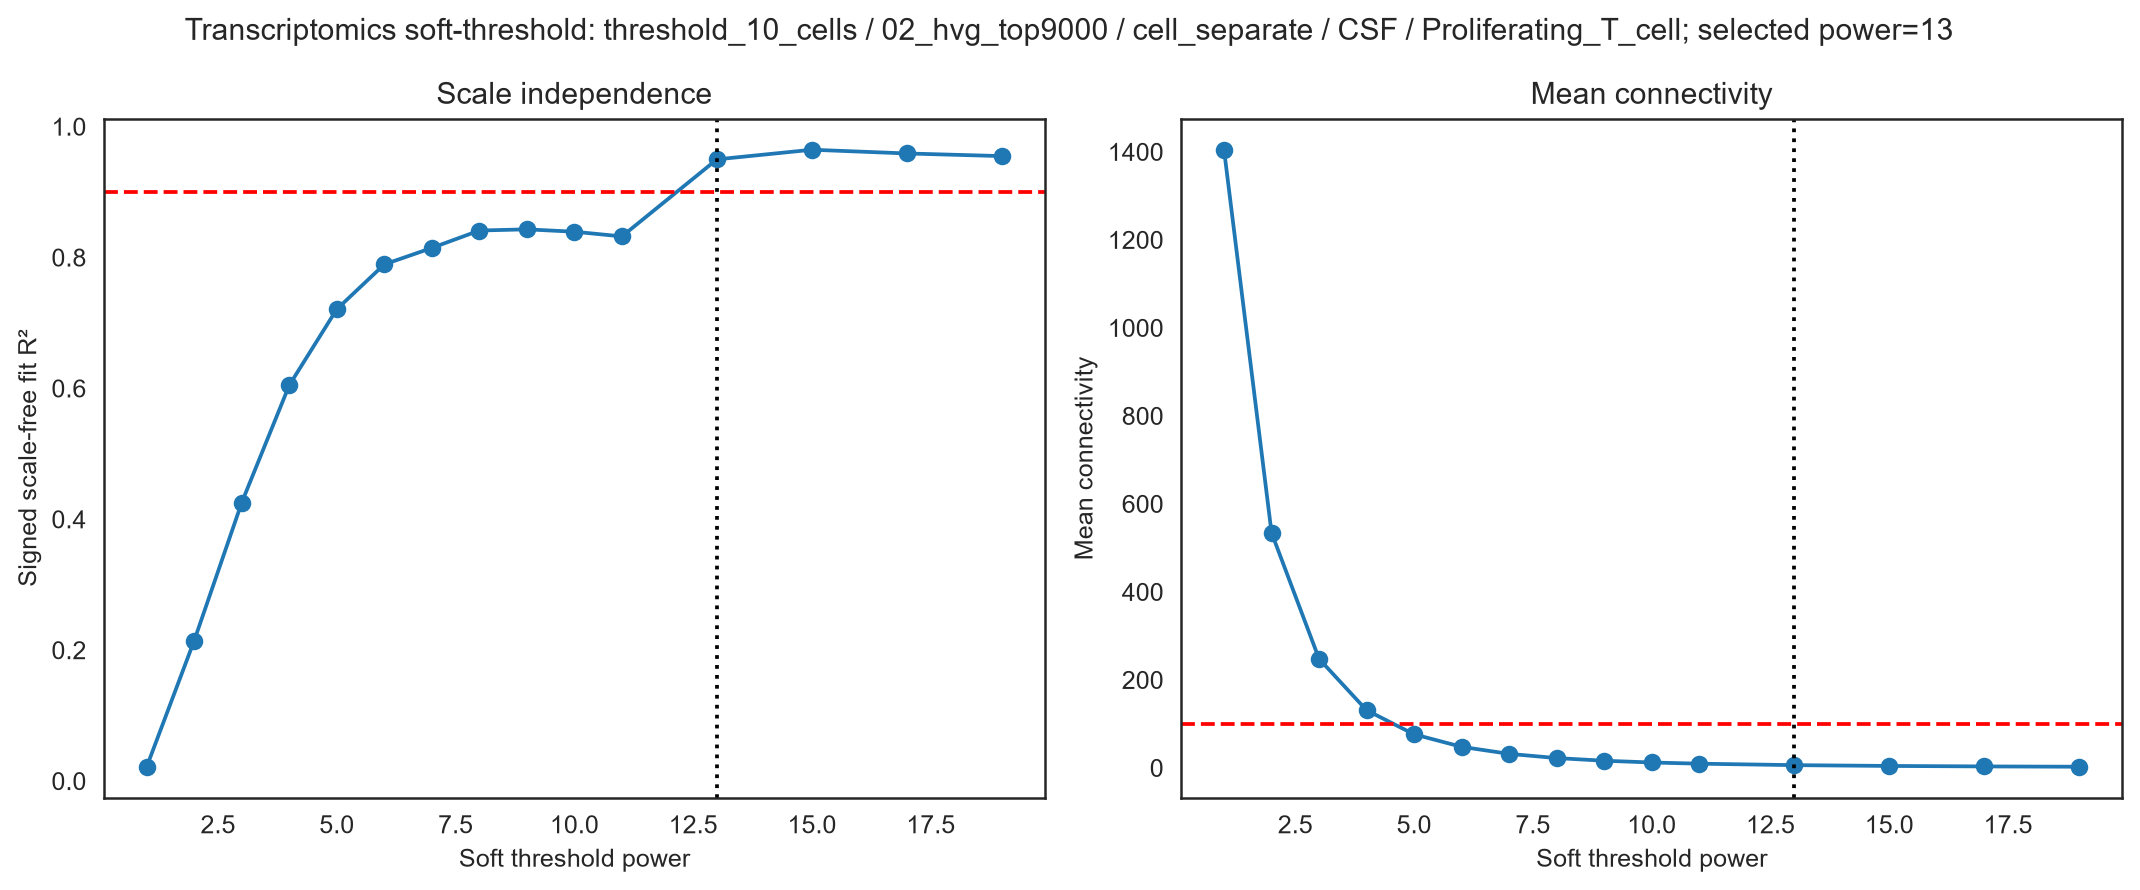 Transcriptomics soft-threshold: threshold_10_cells / 02_hvg_top9000 / cell_separate / CSF / Proliferating_T_cell; selected power=13
Scale independence
Signed scale-free fit R²
1.0
0.8
0.6
0.4
0.2
0.0
2.5 5.0 7.5 10.0 12.5 15.0 17.5
Soft threshold power
Mean connectivity
Mean connectivity
1400
1200
1000
800
600
400
200
0
2.5 5.0 7.5 10.0 12.5 15.0 17.5
Soft threshold power